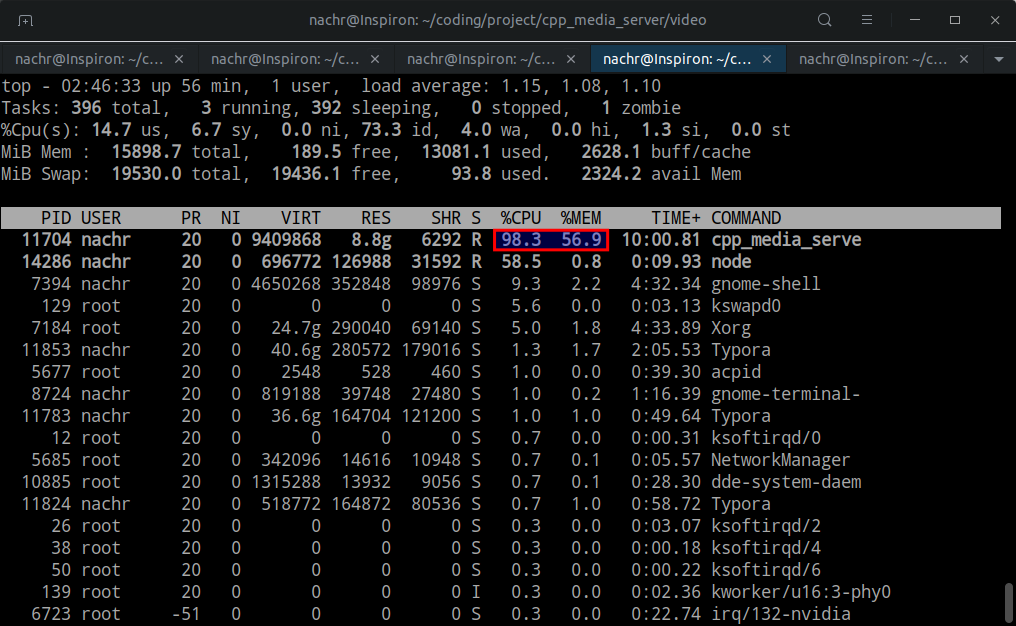 nachr@Inspiron: ~/coding/project/cpp_media_server/video
nachr@Inspiron: ~/c... × nachr@Inspiron: ~/c... × nachr@Inspiron: ~/c... × nachr@Inspiron: ~/c... × nachr@Inspiron: ~/c... ×
top - 02:46:33 up 56 min,  1 user,  load average: 1.15, 1.08, 1.10
Tasks: 396 total,   3 running, 392 sleeping,   0 stopped,   1 zombie
%Cpu(s): 14.7 us,  6.7 sy,  0.0 ni, 73.3 id,  4.0 wa,  0.0 hi,  1.3 si,  0.0 st
MiB Mem :  15898.7 total,    189.5 free,  13081.1 used,   2628.1 buff/cache
MiB Swap:  19530.0 total,  19436.1 free,     93.8 used.   2324.2 avail Mem
PID USER      PR  NI    VIRT    RES    SHR S  %CPU  %MEM     TIME+ COMMAND
11704 nachr     20   0 9409868   8.8g   6292 R  98.3  56.9  10:00.81 cpp_media_serve
14286 nachr     20   0  696772 126988  31592 R  58.5   0.8   0:09.93 node
7394 nachr     20   0 4650268 352848  98976 S   9.3   2.2   4:32.34 gnome-shell
129 root      20   0       0      0      0 S   5.6   0.0   0:03.13 kswapd0
7184 root      20   0   24.7g 290040  69140 S   5.0   1.8   4:33.89 Xorg
11853 nachr     20   0   40.6g 280572 179016 S   1.3   1.7   2:05.53 Typora
5677 root      20   0    2548    528    460 S   1.0   0.0   0:39.30 acpid
8724 nachr     20   0  819188  39748  27480 S   1.0   0.2   1:16.39 gnome-terminal-
11783 nachr     20   0   36.6g 164704 121200 S   1.0   1.0   0:49.64 Typora
12 root      20   0       0      0      0 S   0.7   0.0   0:00.31 ksoftirqd/0
5685 root      20   0  342096  14616  10948 S   0.7   0.1   0:05.57 NetworkManager
10885 root      20   0 1315288  13932   9056 S   0.7   0.1   0:28.30 dde-system-daem
11824 nachr     20   0  518772 164872  80536 S   0.7   1.0   0:58.72 Typora
26 root      20   0       0      0      0 S   0.3   0.0   0:03.07 ksoftirqd/2
38 root      20   0       0      0      0 S   0.3   0.0   0:00.18 ksoftirqd/4
50 root      20   0       0      0      0 S   0.3   0.0   0:00.22 ksoftirqd/6
139 root      20   0       0      0      0 I   0.3   0.0   0:02.36 kworker/u16:3-phy0
6723 root     -51   0       0      0      0 S   0.3   0.0   0:22.74 irq/132-nvidia